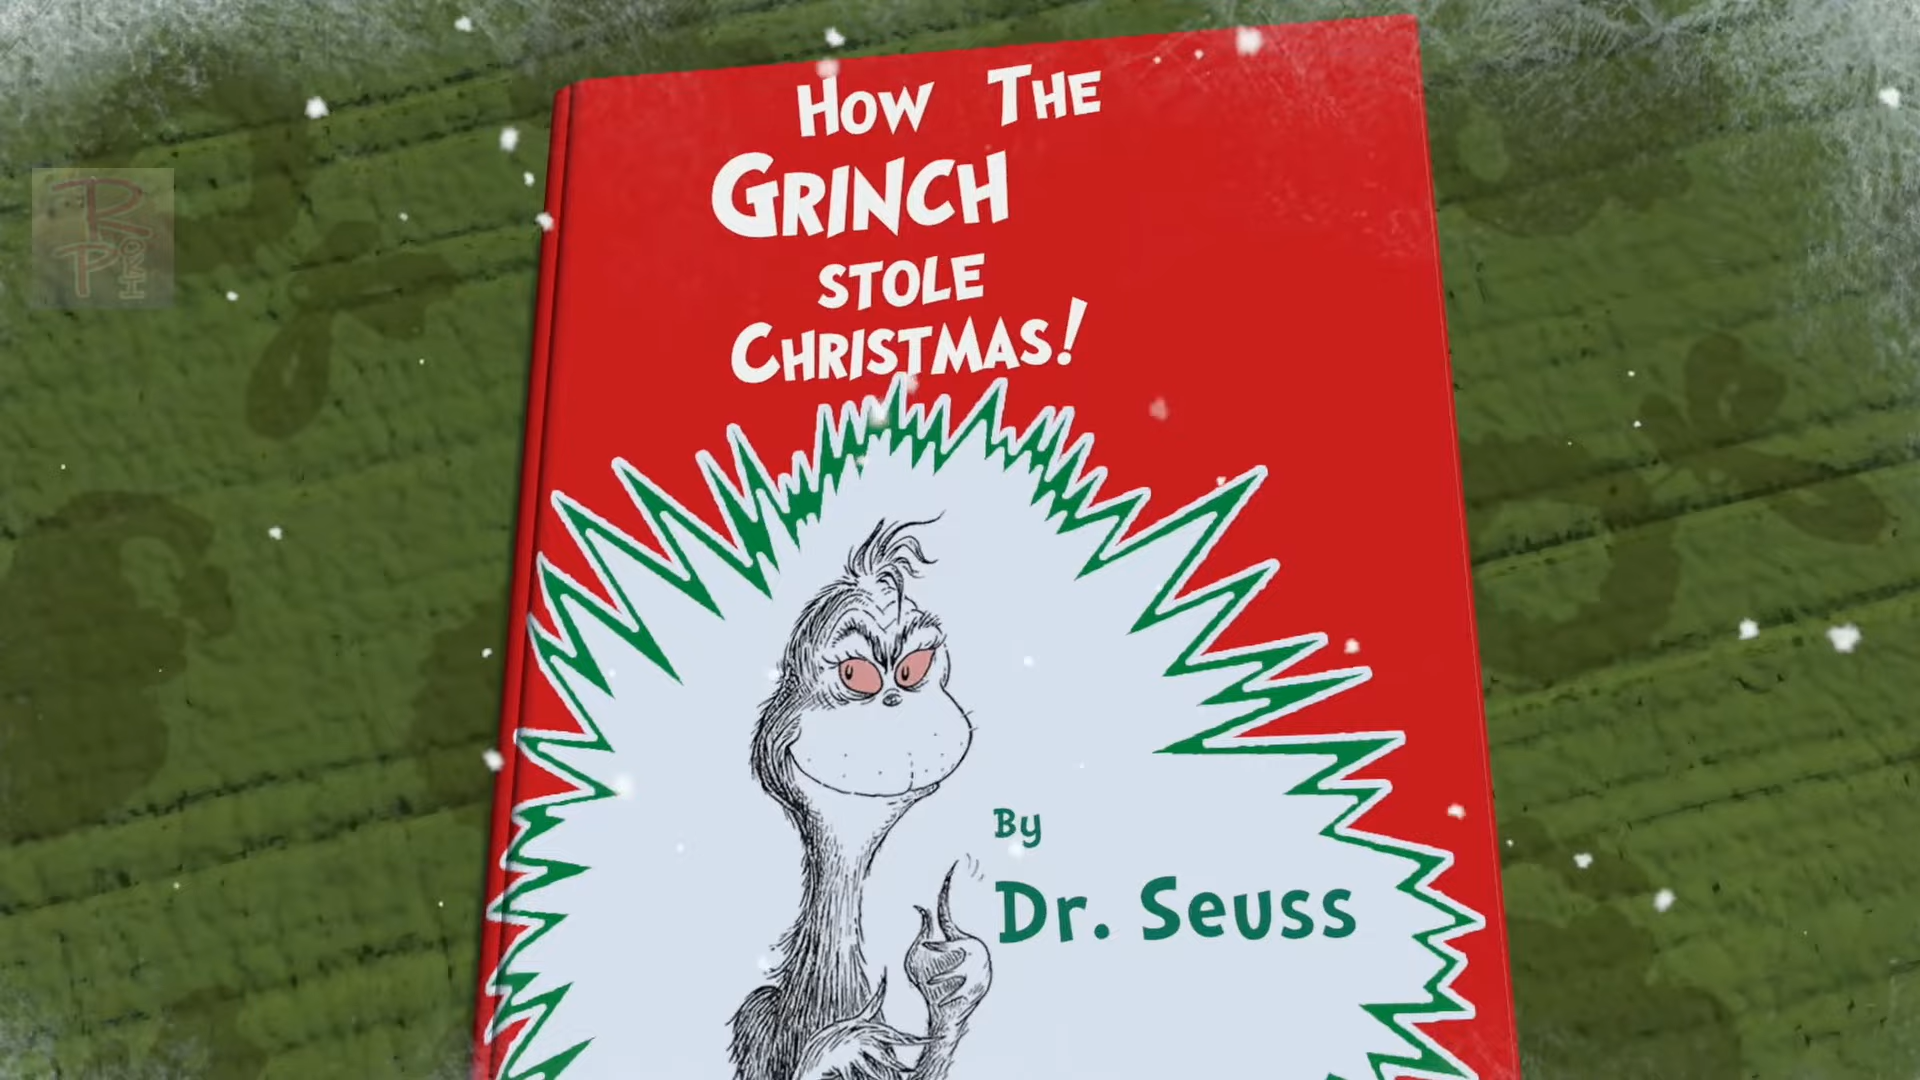 How The
Grinch
stole
Christmas!
By
Dr. Seuss